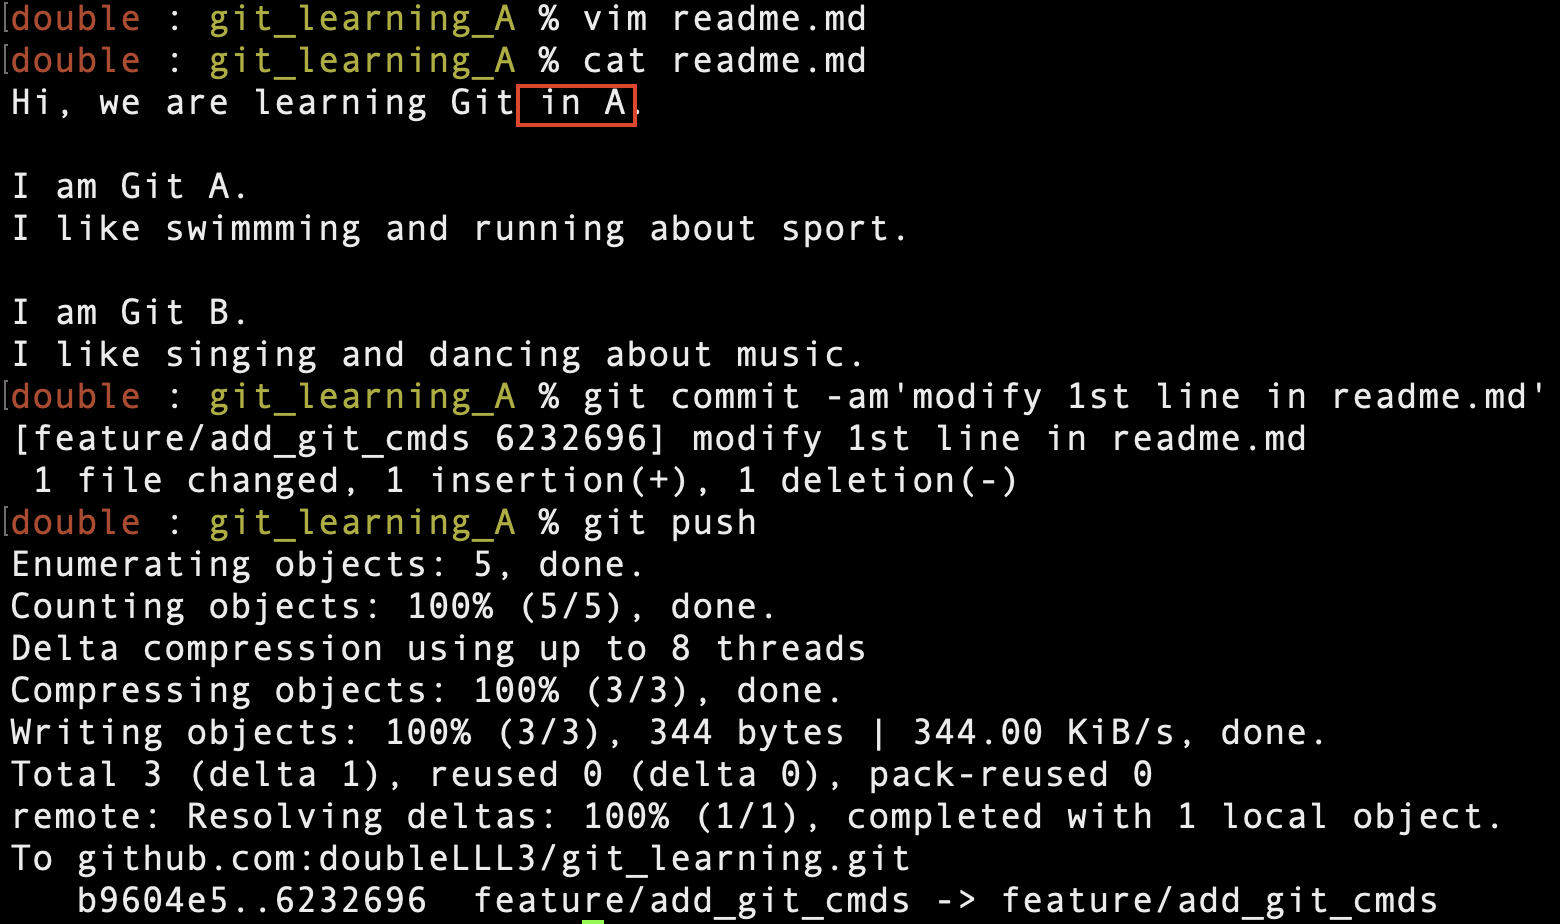 [double : git_learning_A % vim readme.md
[double : git_learning_A % cat readme.md
Hi, we are learning Git in A.
I am Git A.
I like swimmming and running about sport.
I am Git B.
I like singing and dancing about music.
[double : git_learning_A % git commit -am'modify 1st line in readme.md'
[feature/add_git_cmds 6232696] modify 1st line in readme.md
 1 file changed, 1 insertion(+), 1 deletion(-)
[double : git_learning_A % git push
Enumerating objects: 5, done.
Counting objects: 100% (5/5), done.
Delta compression using up to 8 threads
Compressing objects: 100% (3/3), done.
Writing objects: 100% (3/3), 344 bytes | 344.00 KiB/s, done.
Total 3 (delta 1), reused 0 (delta 0), pack-reused 0
remote: Resolving deltas: 100% (1/1), completed with 1 local object.
To github.com:doubleLLL3/git_learning.git
   b9604e5..6232696  feature/add_git_cmds -> feature/add_git_cmds